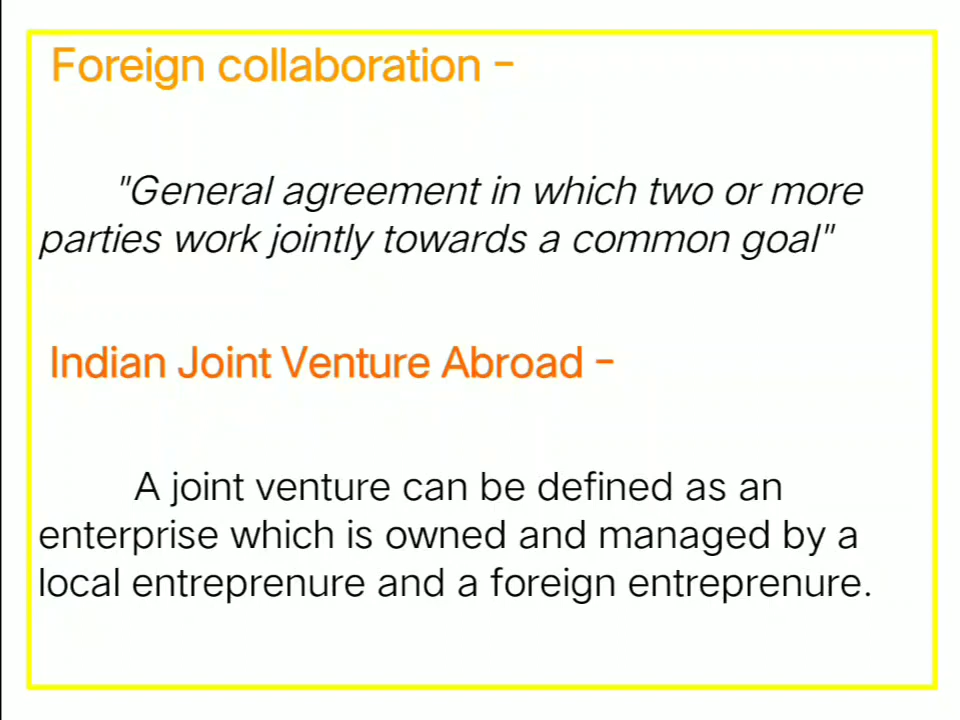 Foreign collaboration -
"General agreement in which two or more
parties work jointly towards a common goal"
Indian Joint Venture Abroad -
A joint venture can be defined as an
enterprise which is owned and managed by a
local entreprenure and a foreign entreprenure.